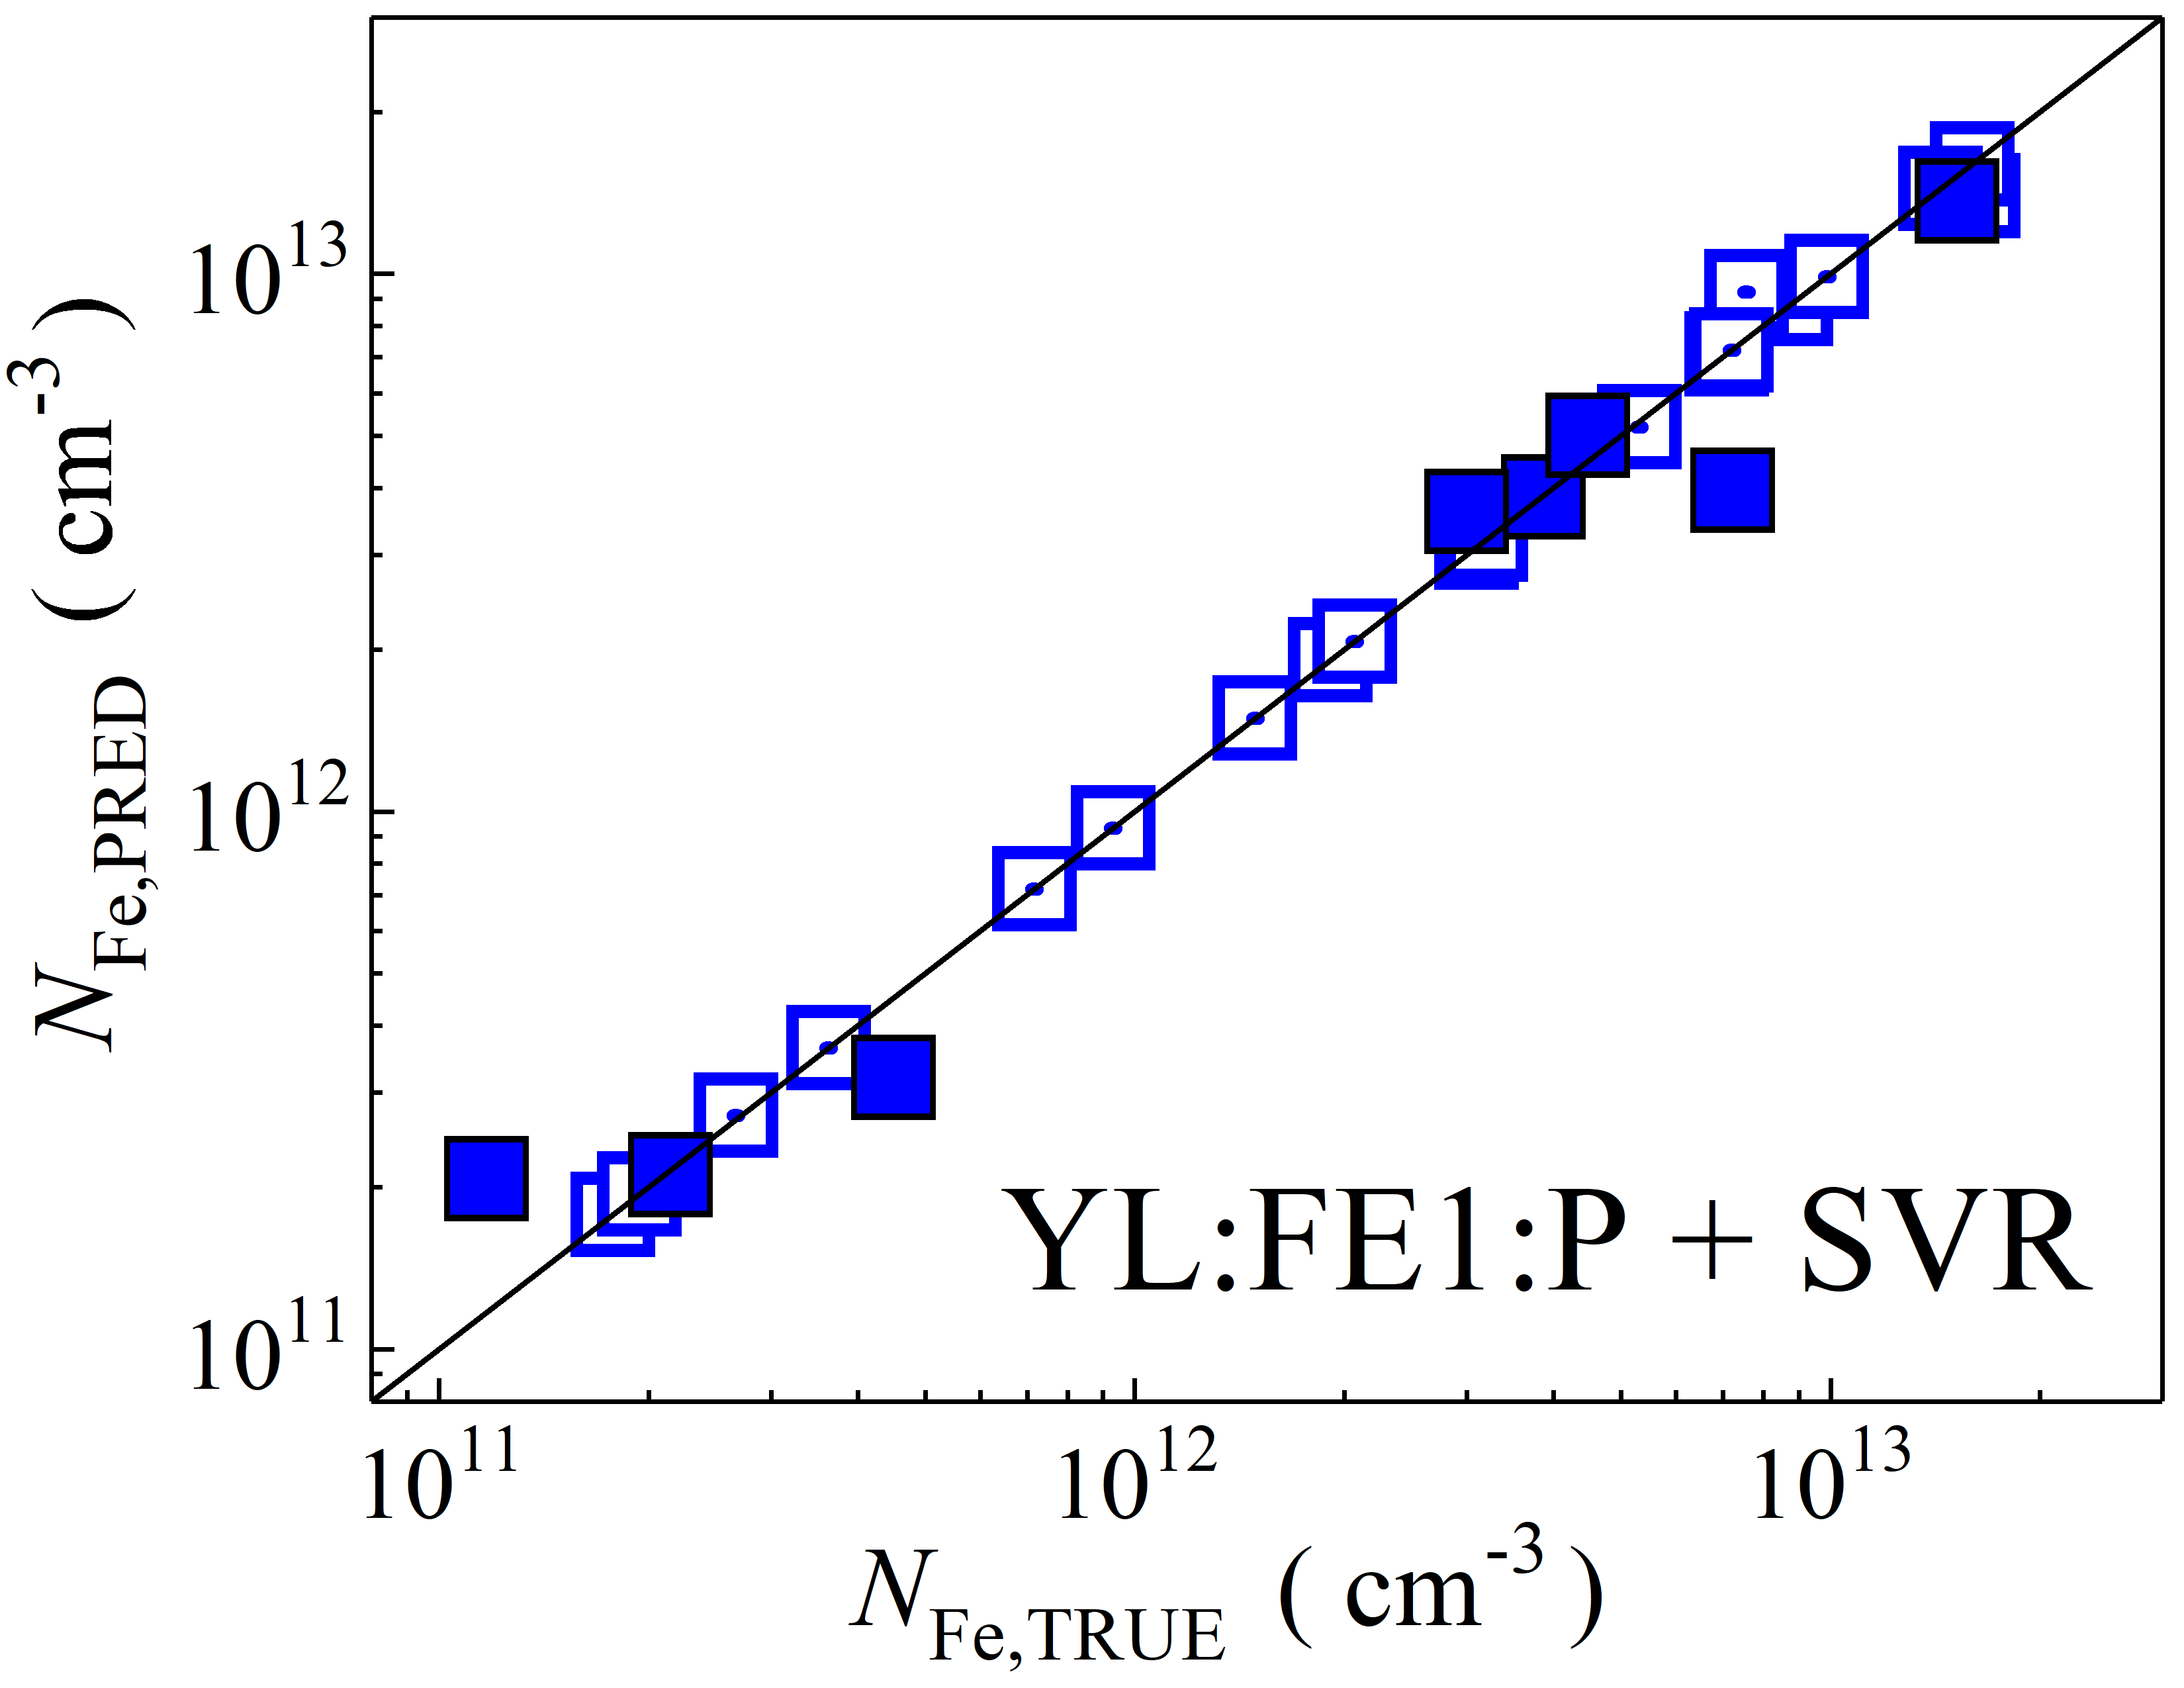 N_Fe,PRED ( cm^-3 )
10^13
10^12
10^11
YL:FE1:P + SVR
10^11 10^12 10^13
N_Fe,TRUE ( cm^-3 )